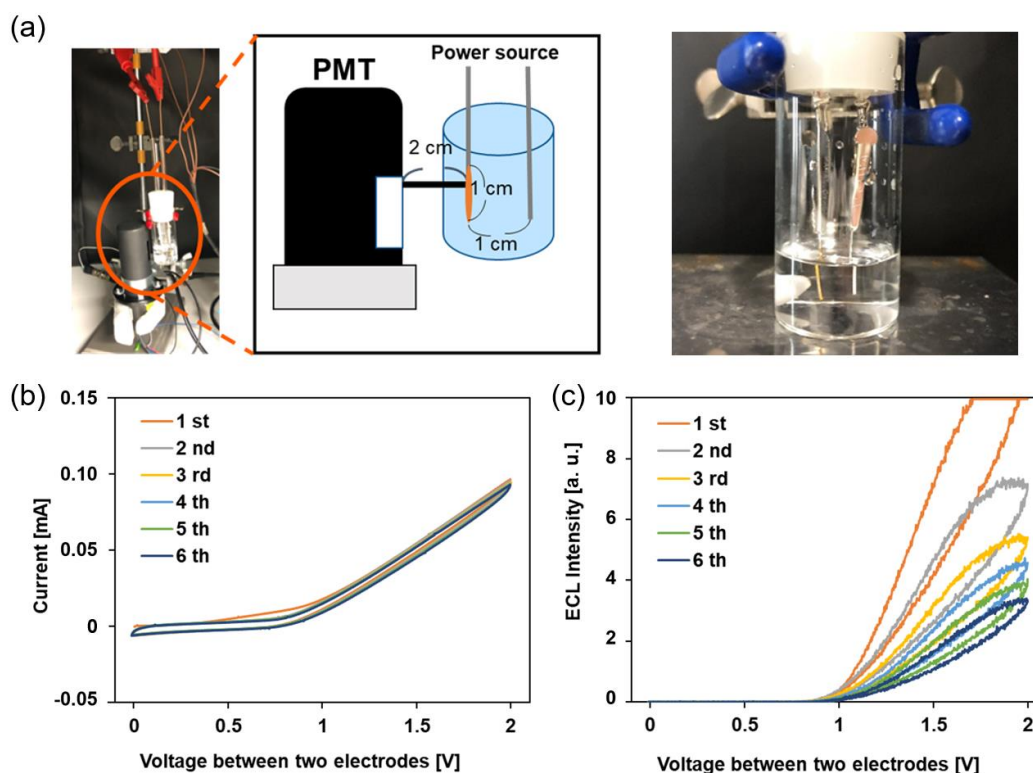 (a)
PMT
Power source
2 cm
1 cm
1 cm
(b)
0.15
0.10
0.05
0
-0.05
Current [mA]
1 st
2 nd
3 rd
4 th
5 th
6 th
0 0.5 1 1.5 2
Voltage between two electrodes [V]
(c)
10
8
6
4
2
0
ECL Intensity [a. u.]
1 st
2 nd
3 rd
4 th
5 th
6 th
0 0.5 1 1.5 2
Voltage between two electrodes [V]